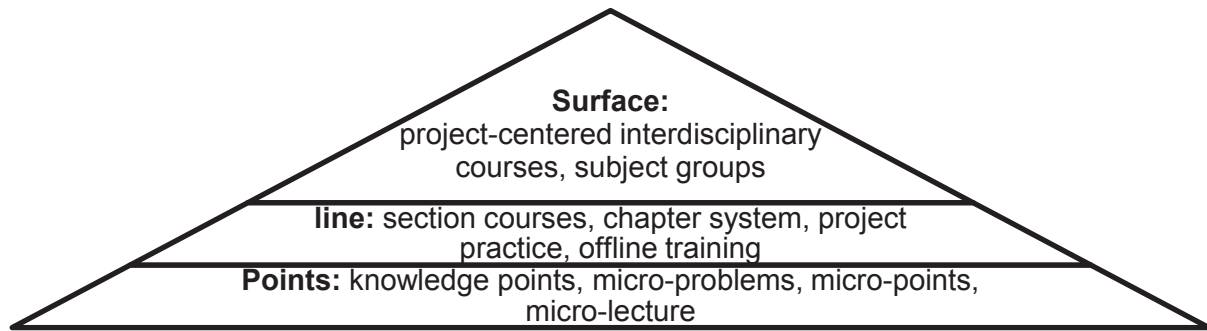 Surface:
project-centered interdisciplinary
courses, subject groups
line: section courses, chapter system, project
practice, offline training
Points: knowledge points, micro-problems, micro-points,
micro-lecture